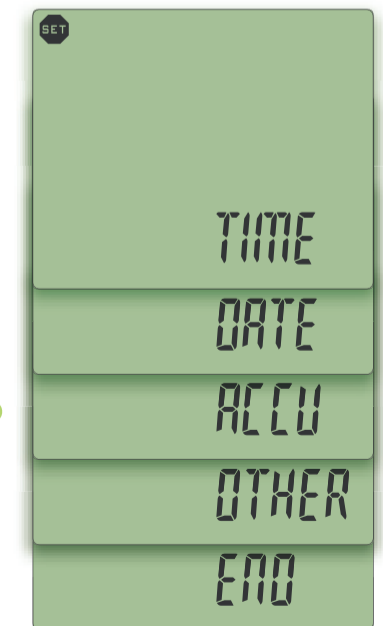 SET
TIME
DATE
ACCU
OTHER
END